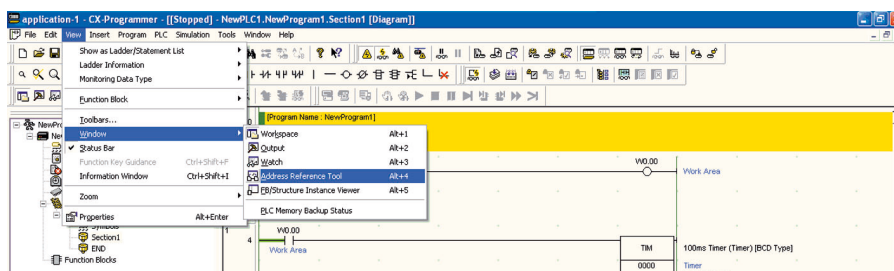 application-1 - CX-Programmer - [[Stopped] - NewPLC1.NewProgram1.Section1 [Diagram]]
File Edit View Insert Program PLC Simulation Tools Window Help
Show as Ladder/Statement List
Ladder Information
Monitoring Data Type
Function Block
Toolbars...
Window
Status Bar
Function Key Guidance Ctrl+Shift+F
Information Window Ctrl+Shift+I
Zoom
Properties Alt+Enter
Workspace Alt+1
Output Alt+2
Watch Alt+3
Address Reference Tool Alt+4
FB/Structure Instance Viewer Alt+5
PLC Memory Backup Status
NewPro
Ne
Symbols
Section1
END
Function Blocks
0
[Program Name : NewProgram1]
W0.00
Work Area
1
4
W0.00
Work Area
TIM
100ms Timer (Timer) [BCD Type]
0000
Timer